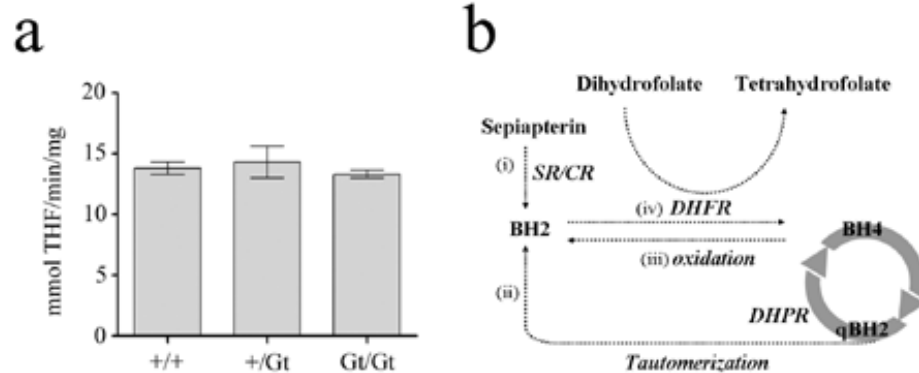 a
b
20
15
10
5
0
mmol THF/min/mg
+/+
+/Gt
Gt/Gt
Dihydrofolate
Tetrahydrofolate
Sepiapterin
(i)
SR/CR
(iv) DHFR
BH2
BH4
(iii) oxidation
(ii)
DHPR
qBH2
Tautomerization